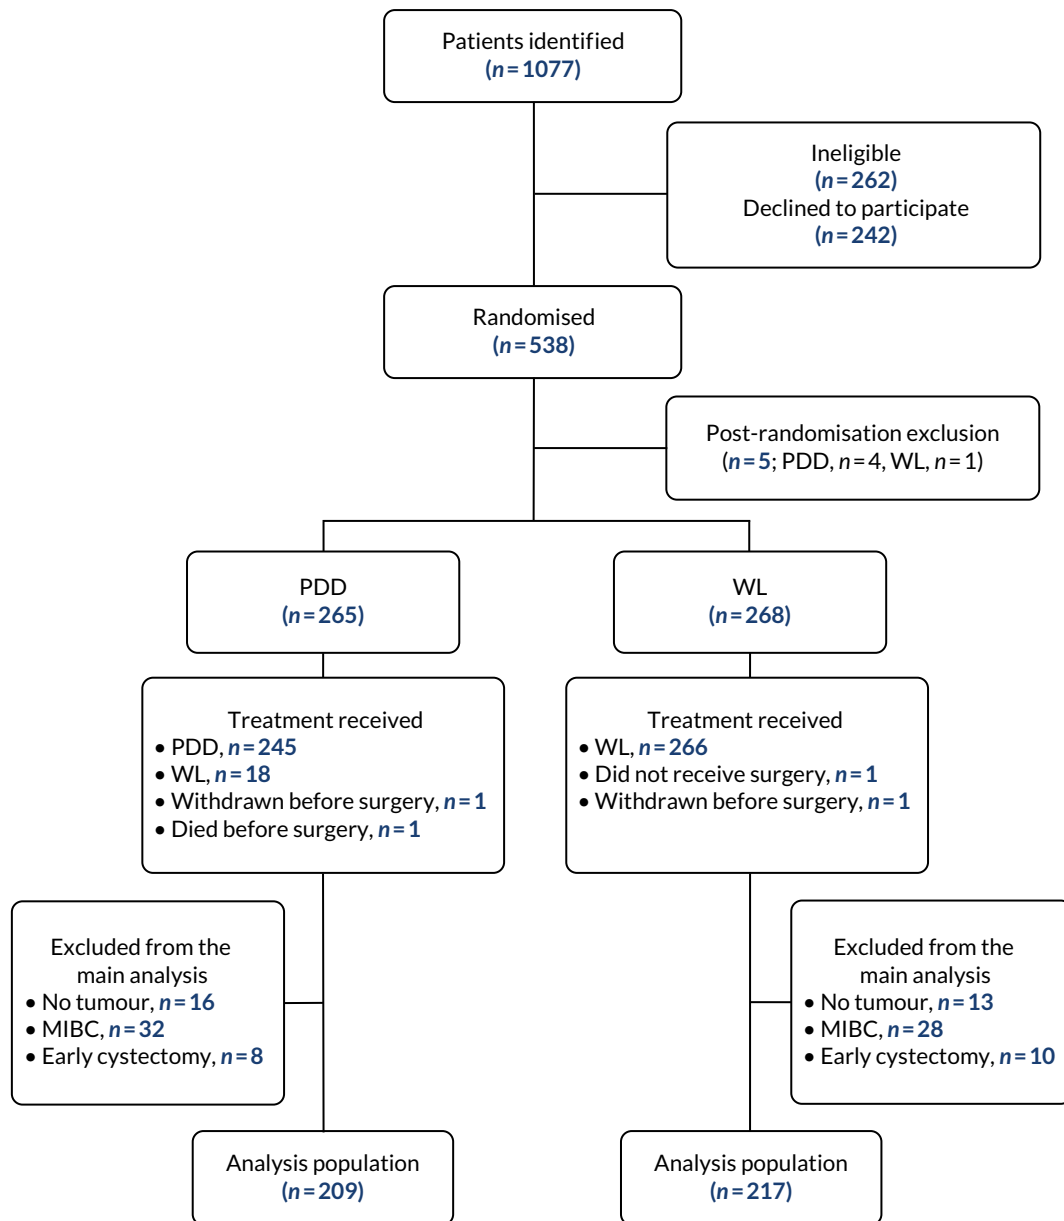 Patients identified
(n=1077)
Ineligible
(n=262)
Declined to participate
(n=242)
Randomised
(n=538)
Post-randomisation exclusion
(n=5; PDD, n=4, WL, n=1)
PDD
(n=265)
WL
(n=268)
Treatment received
• PDD, n=245
• WL, n=18
• Withdrawn before surgery, n=1
• Died before surgery, n=1
Treatment received
• WL, n=266
• Did not receive surgery, n=1
• Withdrawn before surgery, n=1
Excluded from the
main analysis
• No tumour, n=16
• MIBC, n=32
• Early cystectomy, n=8
Excluded from the
main analysis
• No tumour, n=13
• MIBC, n=28
• Early cystectomy, n=10
Analysis population
(n=209)
Analysis population
(n=217)